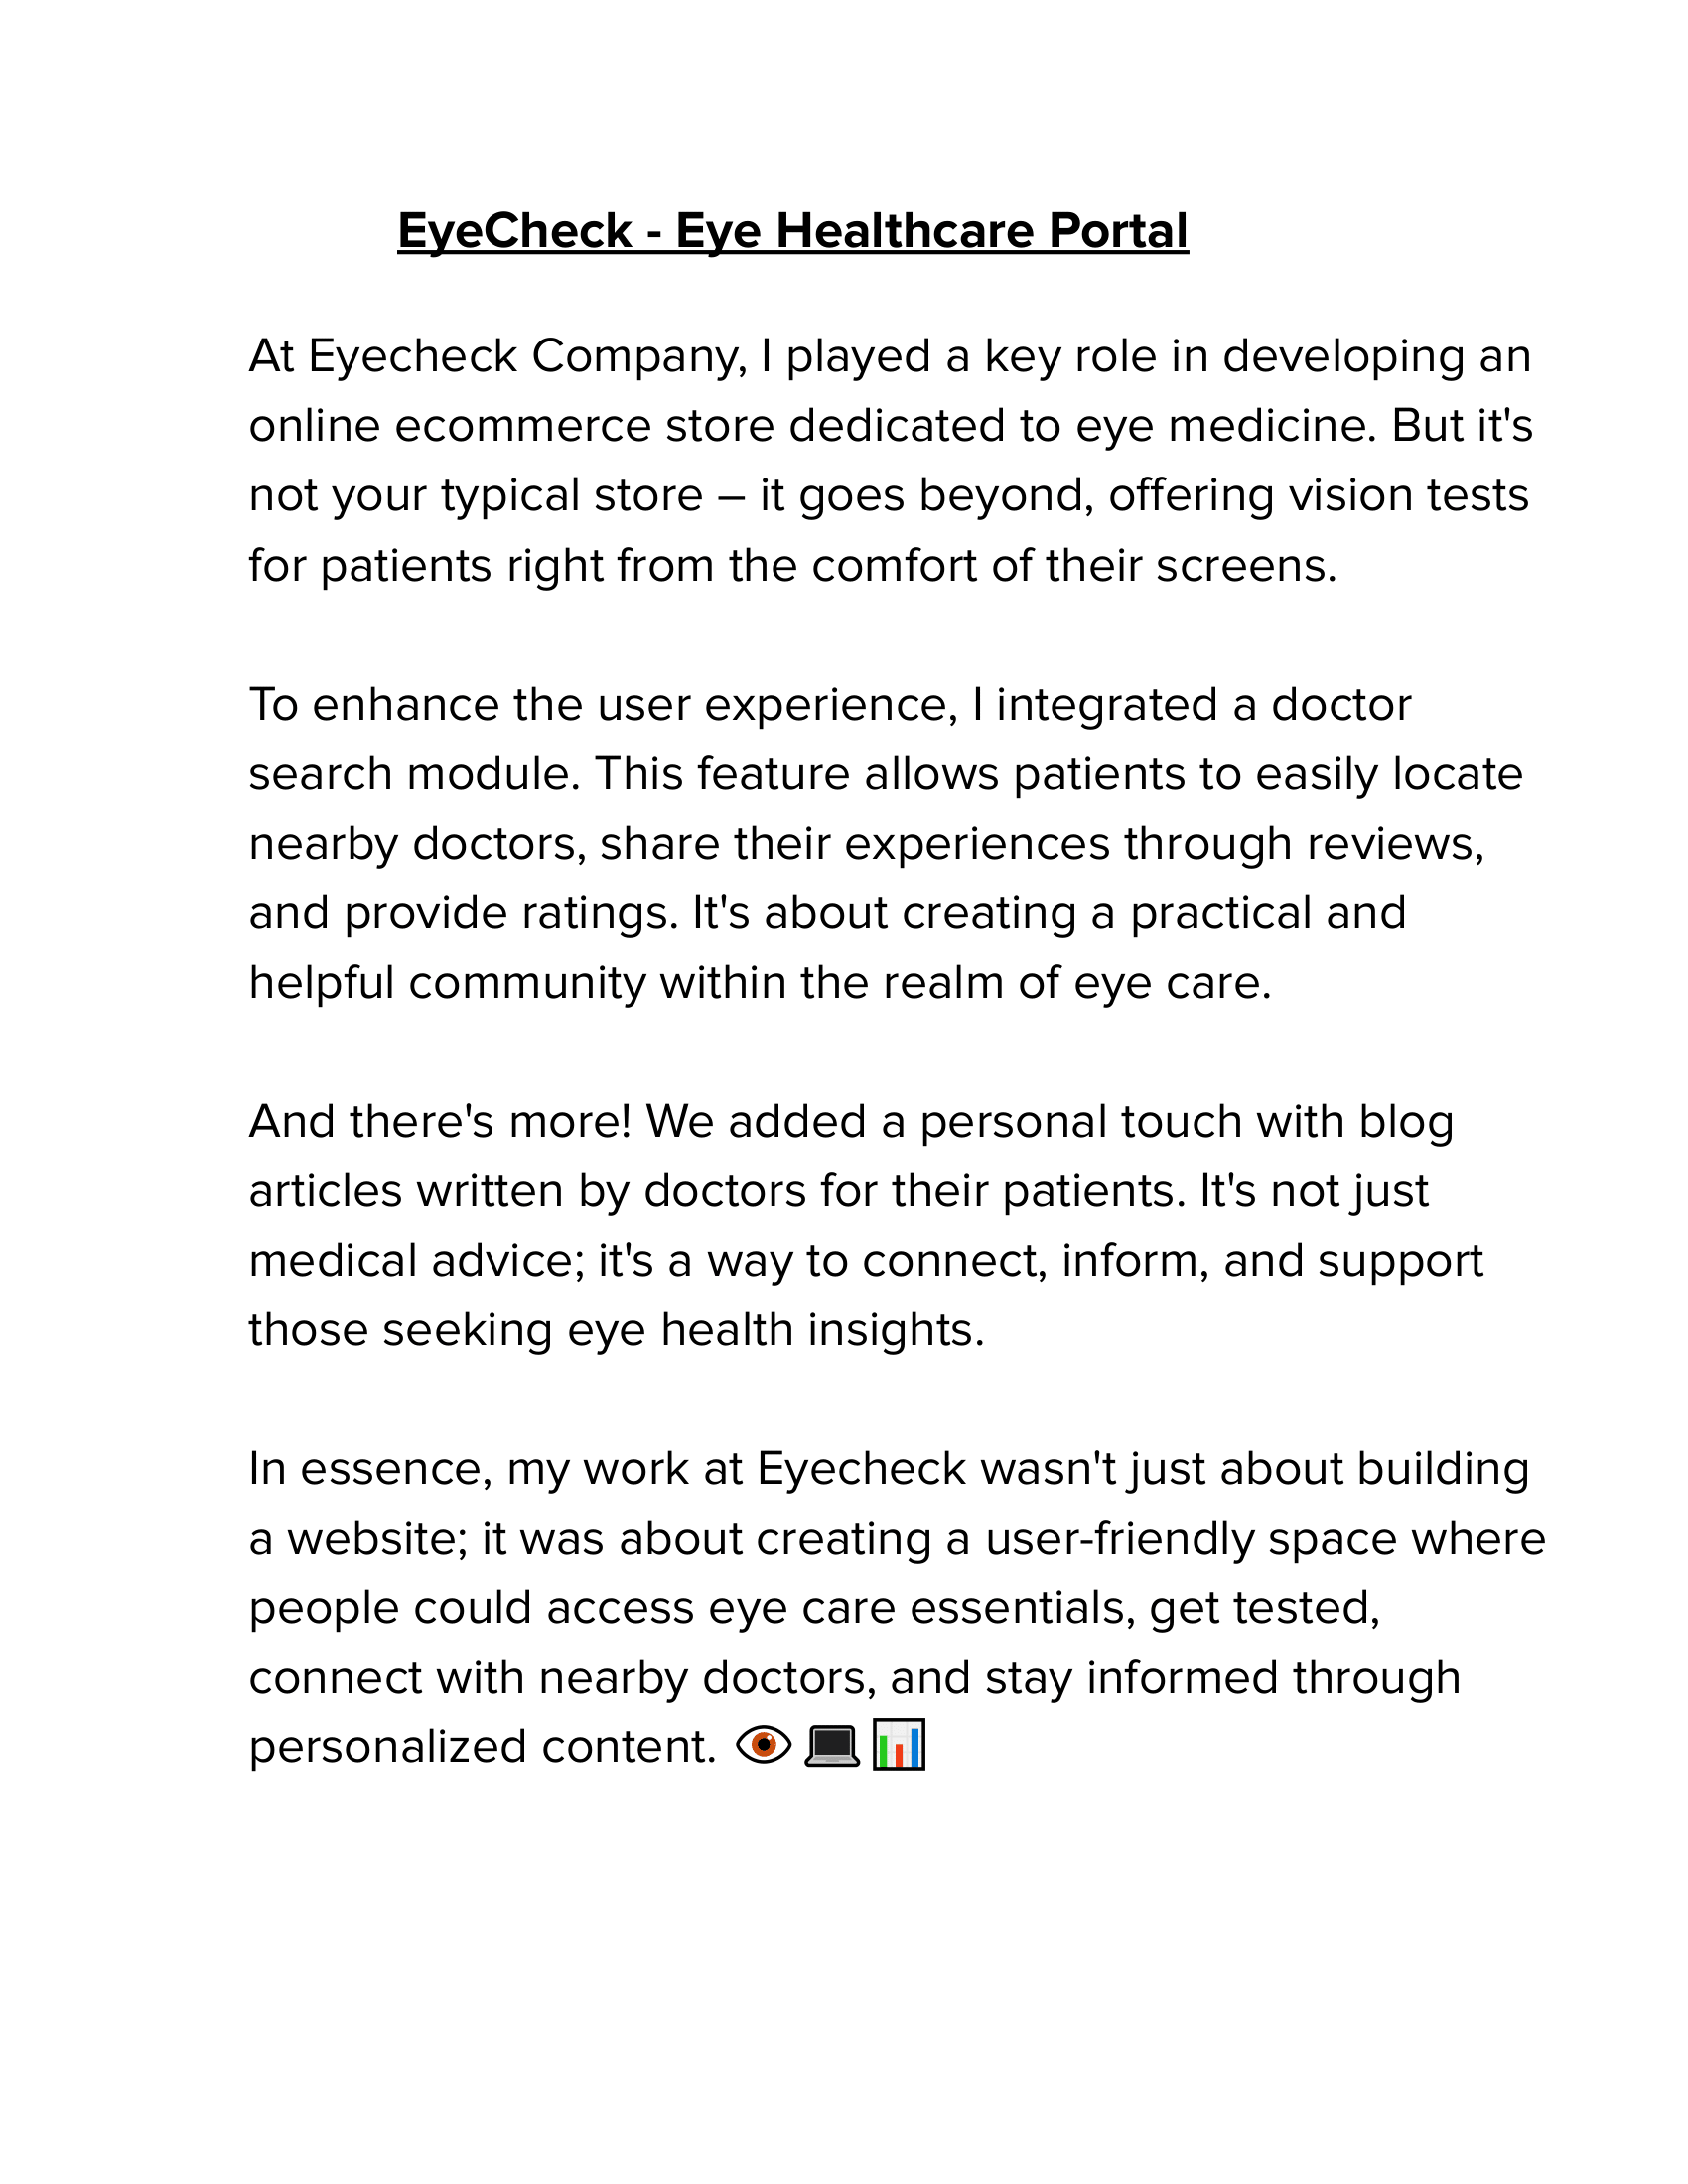 EyeCheck - Eye Healthcare Portal
At Eyecheck Company, I played a key role in developing an
online ecommerce store dedicated to eye medicine. But it's
not your typical store – it goes beyond, offering vision tests
for patients right from the comfort of their screens.
To enhance the user experience, I integrated a doctor
search module. This feature allows patients to easily locate
nearby doctors, share their experiences through reviews,
and provide ratings. It's about creating a practical and
helpful community within the realm of eye care.
And there's more! We added a personal touch with blog
articles written by doctors for their patients. It's not just
medical advice; it's a way to connect, inform, and support
those seeking eye health insights.
In essence, my work at Eyecheck wasn't just about building
a website; it was about creating a user-friendly space where
people could access eye care essentials, get tested,
connect with nearby doctors, and stay informed through
personalized content. 👁️💻📊